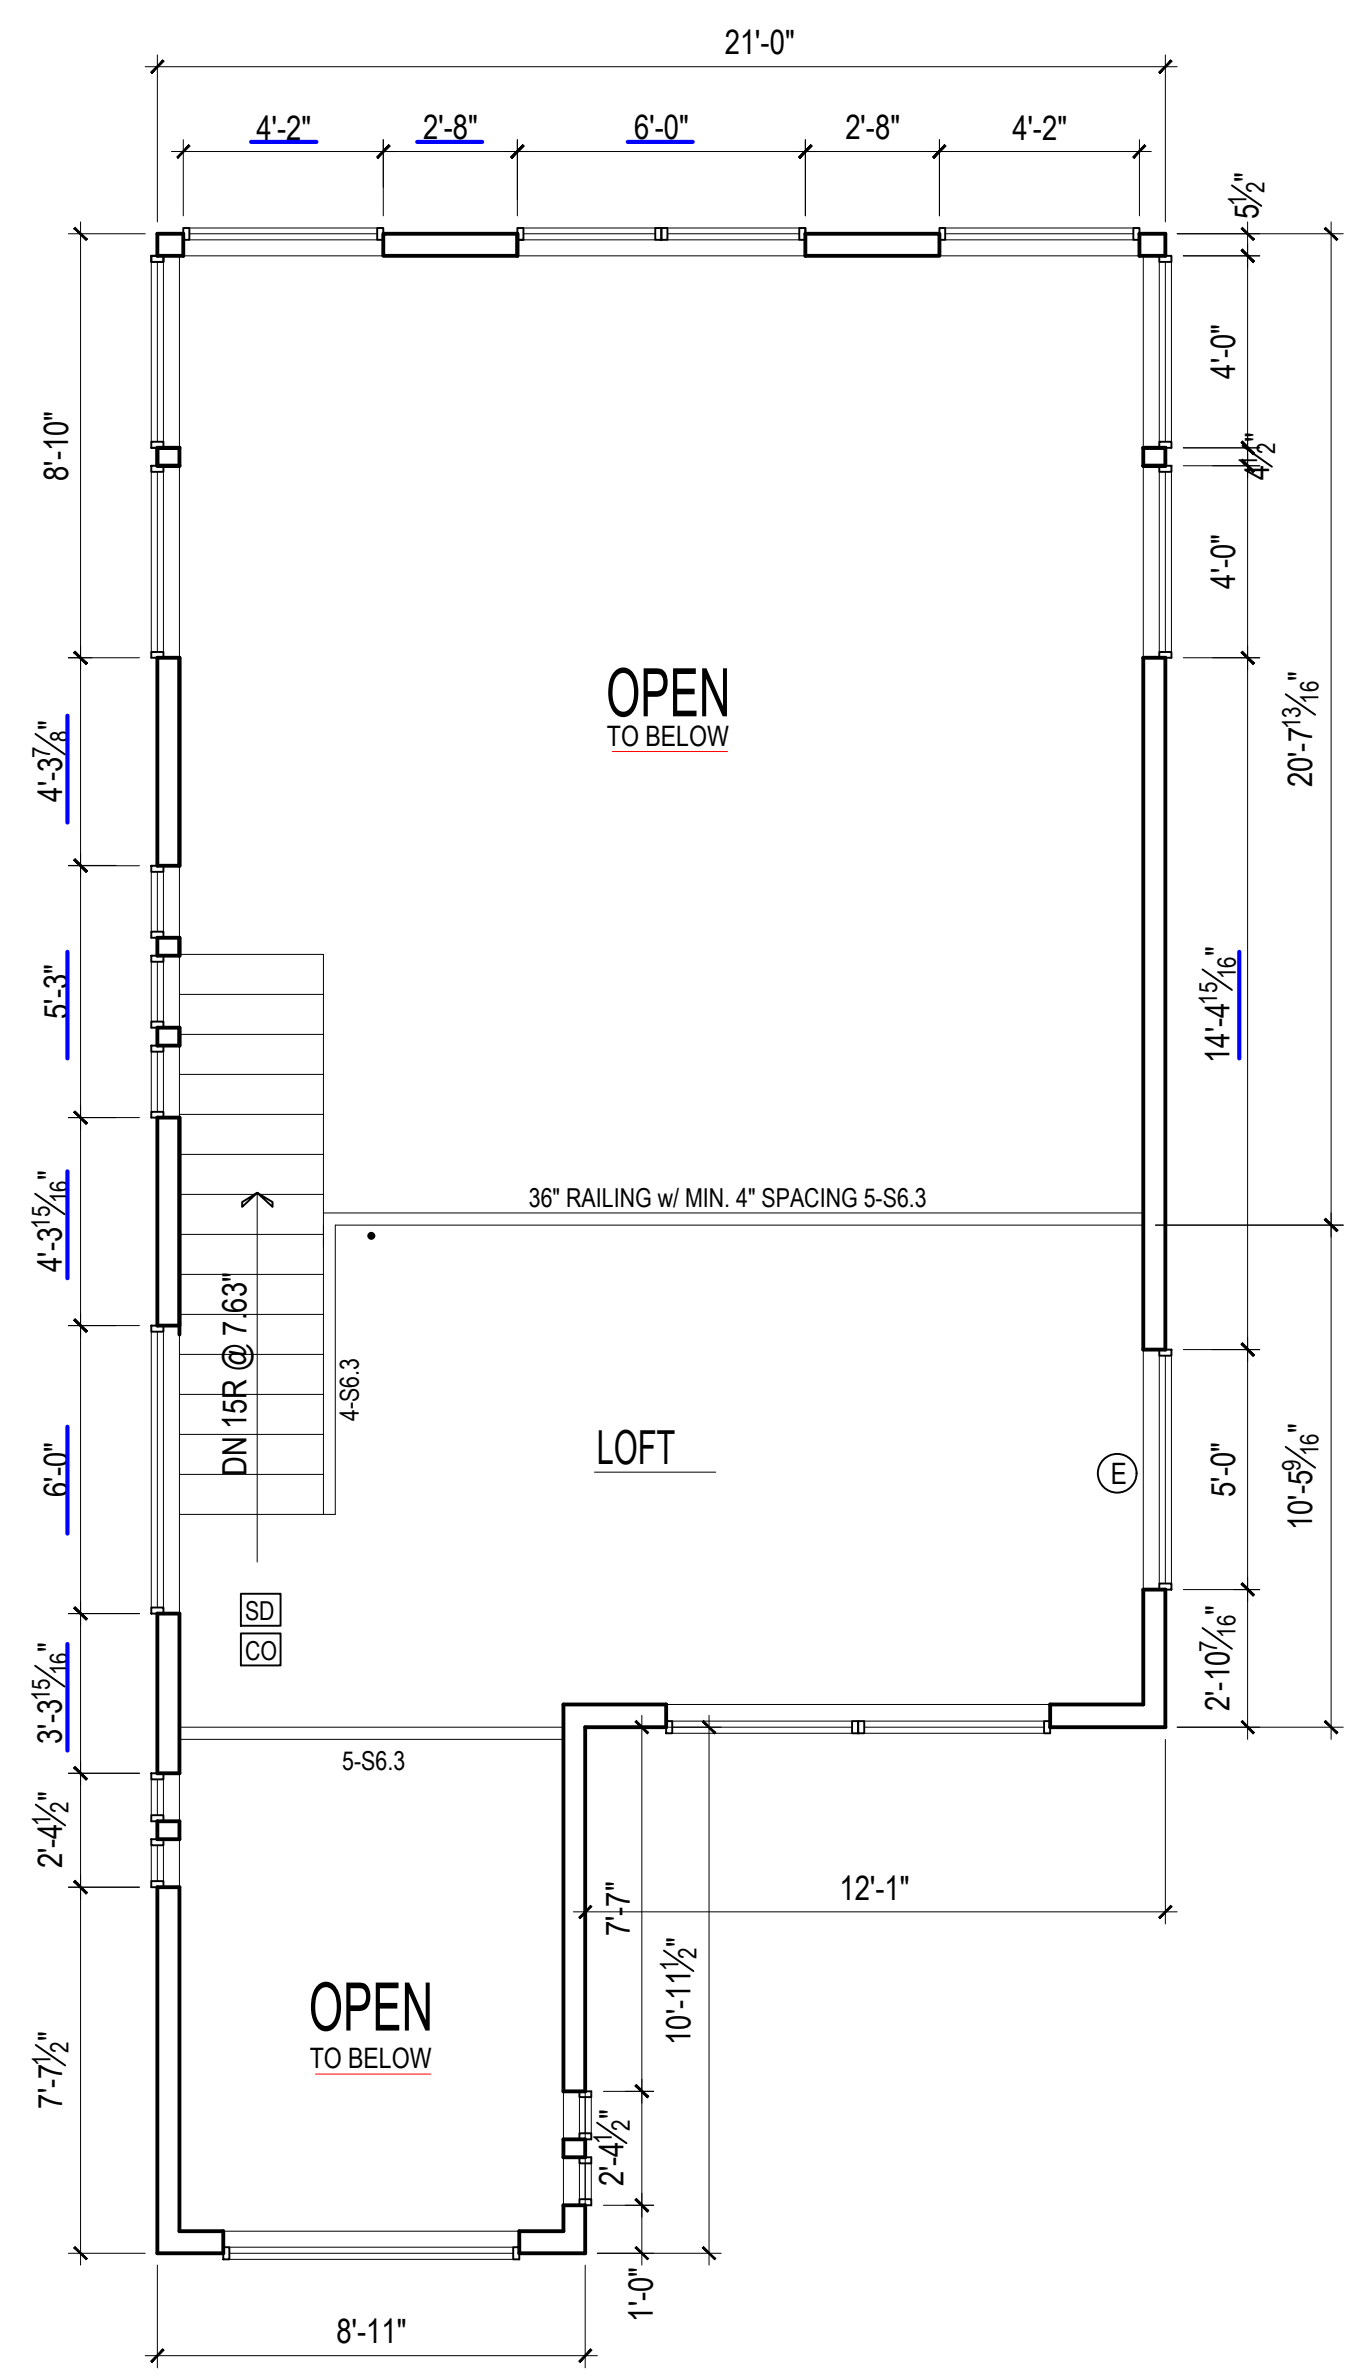 21'-0"
4'-2"
2'-8"
6'-0"
2'-8"
4'-2"
5½"
8'-10"
4'-0"
4½"
4'-0"
OPEN
TO BELOW
20'-7 13⁄16"
4'-3⅞"
5'-3"
14'-4 15⁄16"
36" RAILING w/ MIN. 4" SPACING 5-S6.3
4'-3 15⁄16"
DN 15R @ 7.63"
4-S6.3
LOFT
E
6'-0"
5'-0"
10'-5 9⁄16"
SD
CO
3'-3 15⁄16"
2'-10 7⁄16"
5-S6.3
2'-4½"
12'-1"
7'-7"
10'-11½"
OPEN
TO BELOW
7'-7½"
2'-4½"
1'-0"
8'-11"